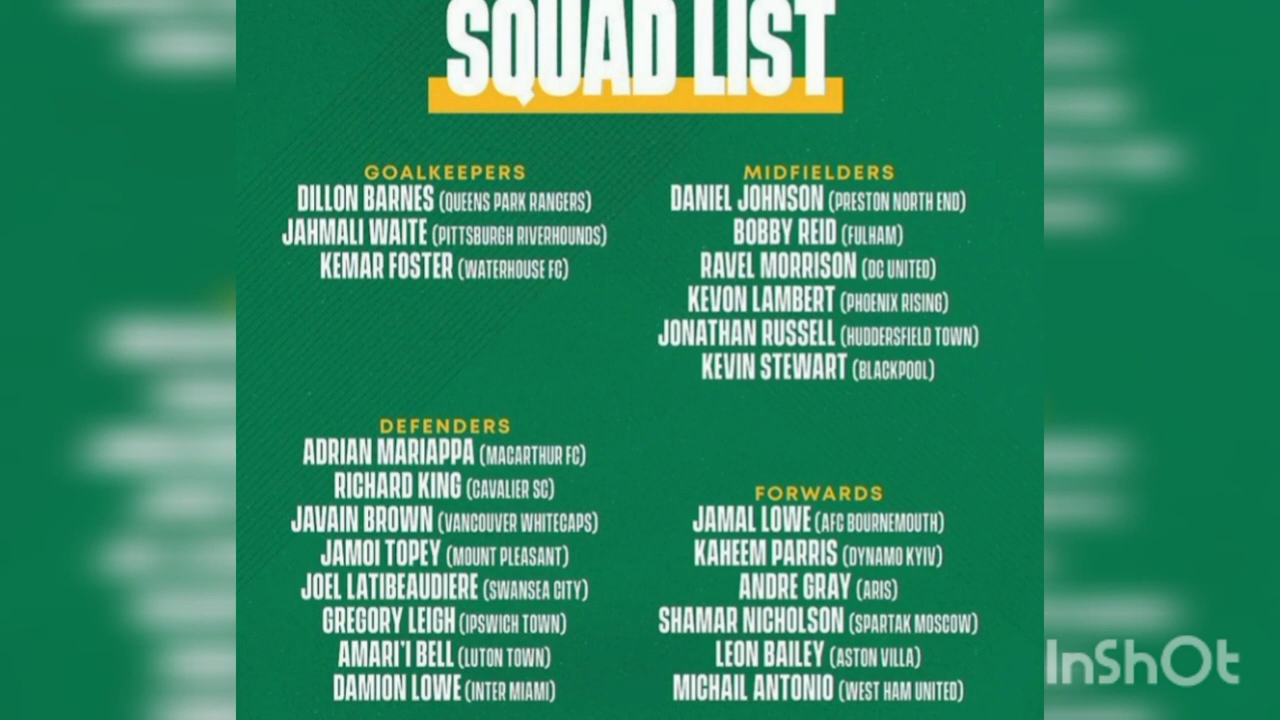 SQUAD LIST
GOALKEEPERS
DILLON BARNES (QUEENS PARK RANGERS)
JAHMALI WAITE (PITTSBURGH RIVERHOUNDS)
KEMAR FOSTER (WATERHOUSE FC)
DEFENDERS
ADRIAN MARIAPPA (MACARTHUR FC)
RICHARD KING (CAVALIER SC)
JAVAIN BROWN (VANCOUVER WHITECAPS)
JAMOI TOPEY (MOUNT PLEASANT)
JOEL LATIBEAUDIERE (SWANSEA CITY)
GREGORY LEIGH (IPSWICH TOWN)
AMARI'I BELL (LUTON TOWN)
DAMION LOWE (INTER MIAMI)
MIDFIELDERS
DANIEL JOHNSON (PRESTON NORTH END)
BOBBY REID (FULHAM)
RAVEL MORRISON (DC UNITED)
KEVON LAMBERT (PHOENIX RISING)
JONATHAN RUSSELL (HUDDERSFIELD TOWN)
KEVIN STEWART (BLACKPOOL)
FORWARDS
JAMAL LOWE (AFC BOURNEMOUTH)
KAHEEM PARRIS (DYNAMO KYIV)
ANDRE GRAY (ARIS)
SHAMAR NICHOLSON (SPARTAK MOSCOW)
LEON BAILEY (ASTON VILLA)
MICHAIL ANTONIO (WEST HAM UNITED)
InShOt